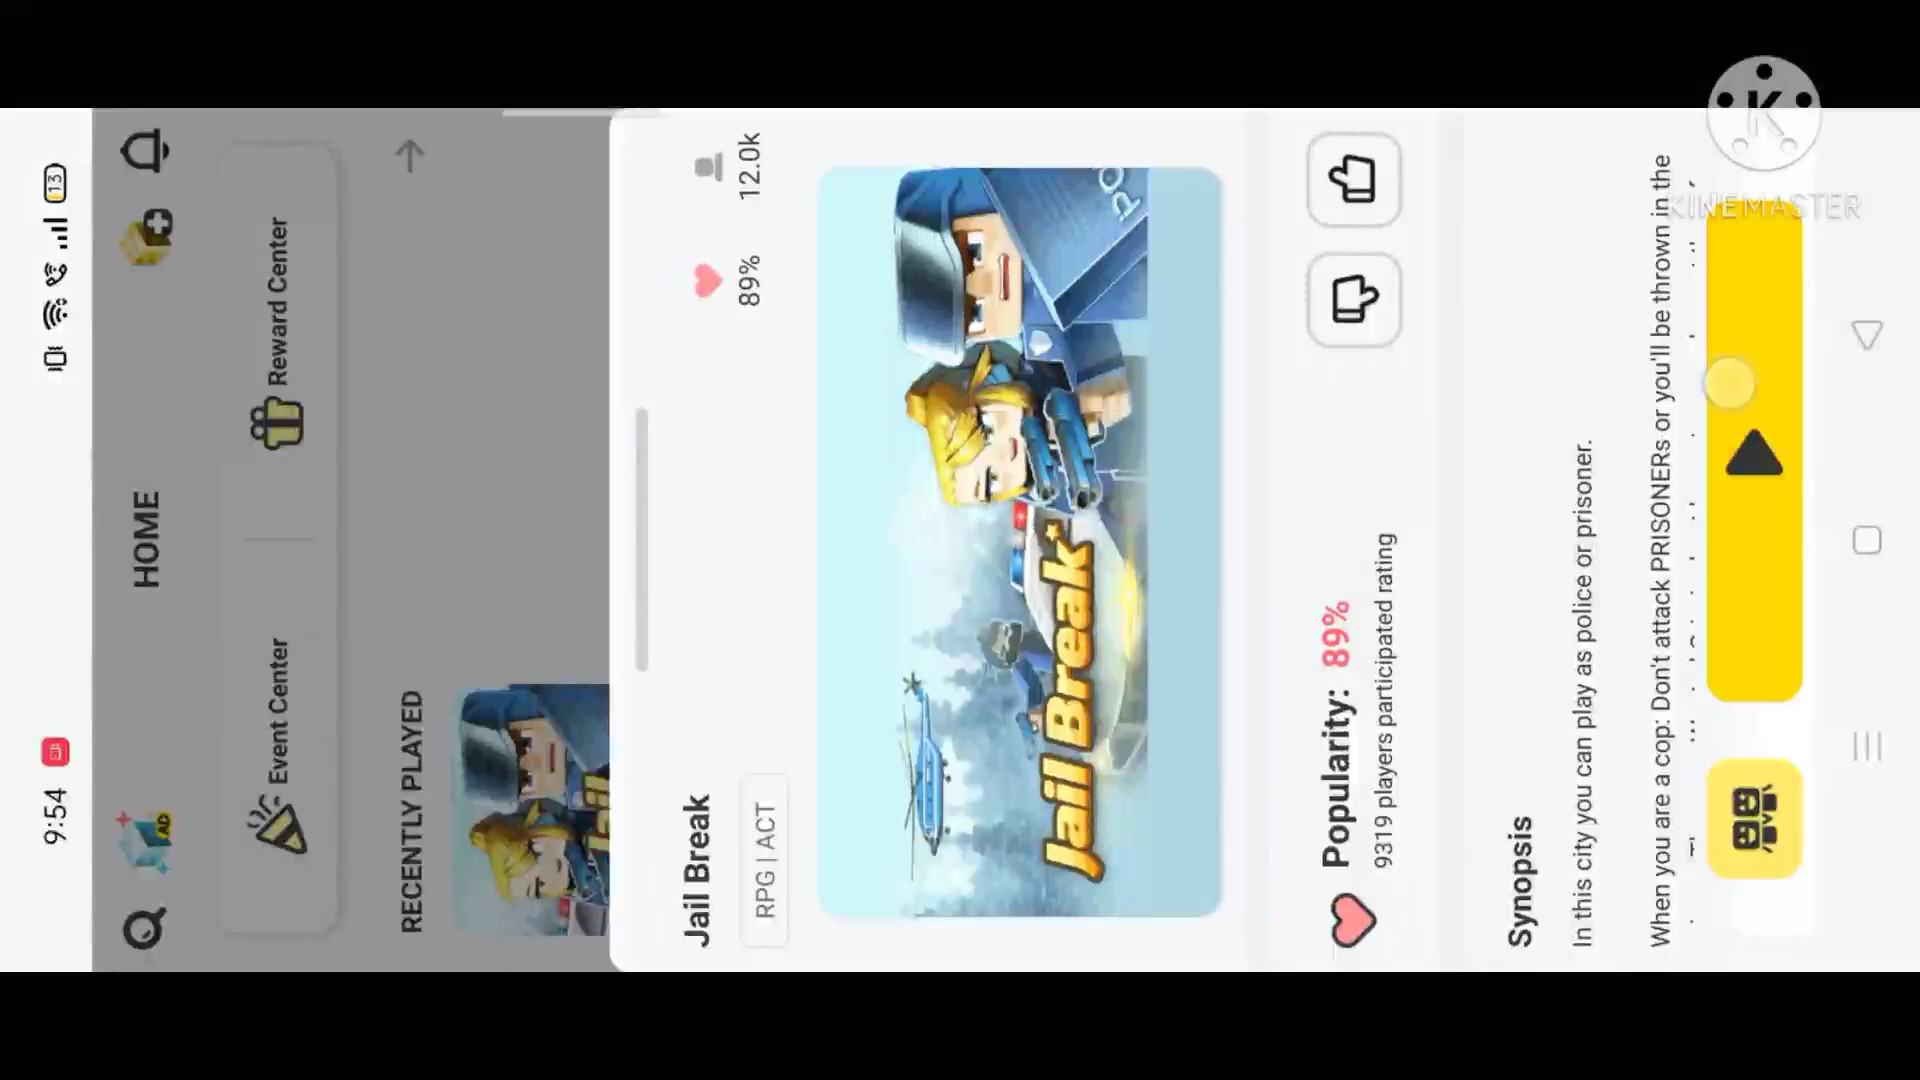 9:54
13
AD
HOME
Event Center
Reward Center
RECENTLY PLAYED
Jail Break
89%
12.0k
RPG | ACT
Jail Break
PO
Popularity: 89%
9319 players participated rating
Synopsis
In this city you can play as police or prisoner.
When you are a cop: Don't attack PRISONERs or you'll be thrown in the
K
KINEMASTER